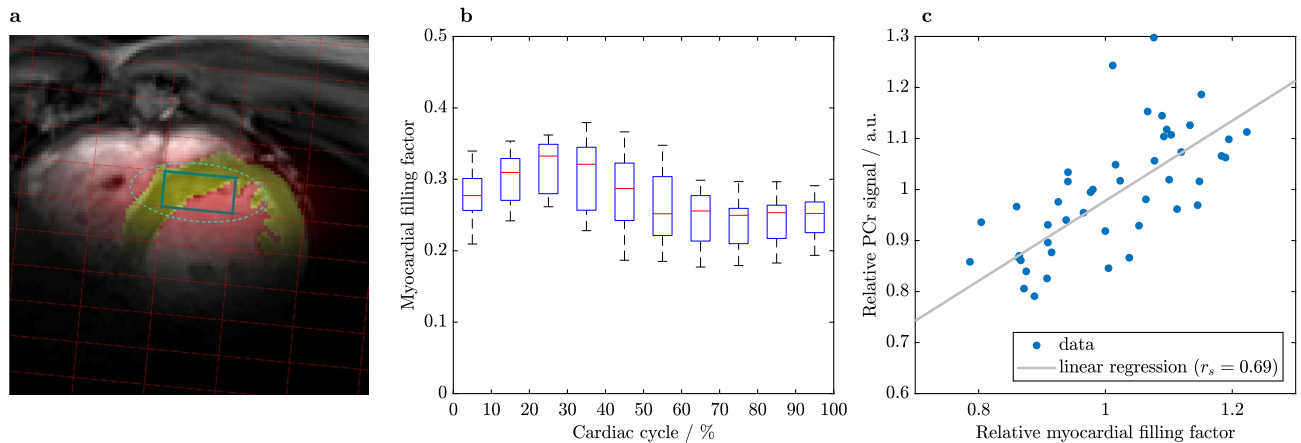 a
b
c
0.5
0.4
0.3
0.2
0.1
0
Myocardial filling factor
0 10 20 30 40 50 60 70 80 90 100
Cardiac cycle / %
1.3
1.2
1.1
1
0.9
0.8
0.7
0.6
Relative PCr signal / a.u.
data
linear regression (r_s = 0.69)
0.8 1 1.2
Relative myocardial filling factor